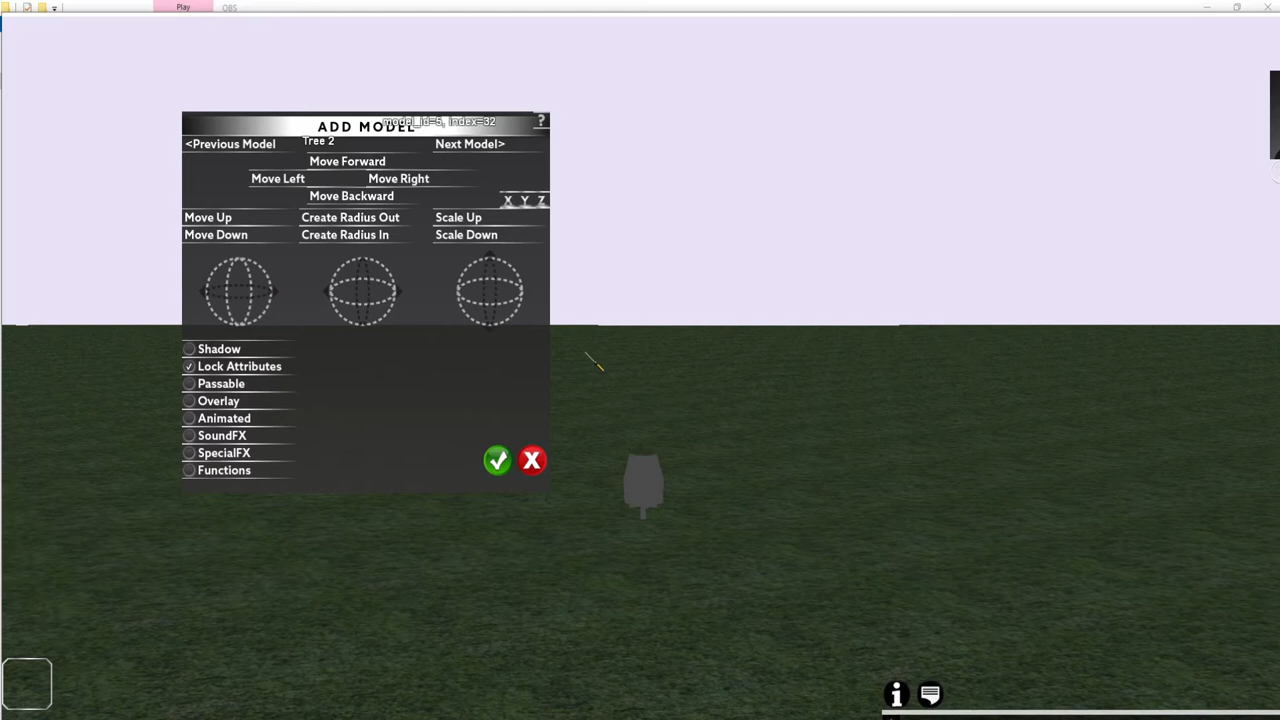 Play OBS
ADD MODEL model_id=5, index=32 ?
<Previous Model Tree 2 Next Model>
Move Forward
Move Left Move Right
Move Backward
X Y Z
Move Up Create Radius Out Scale Up
Move Down Create Radius In Scale Down
Shadow
Lock Attributes
Passable
Overlay
Animated
SoundFX
SpecialFX
Functions